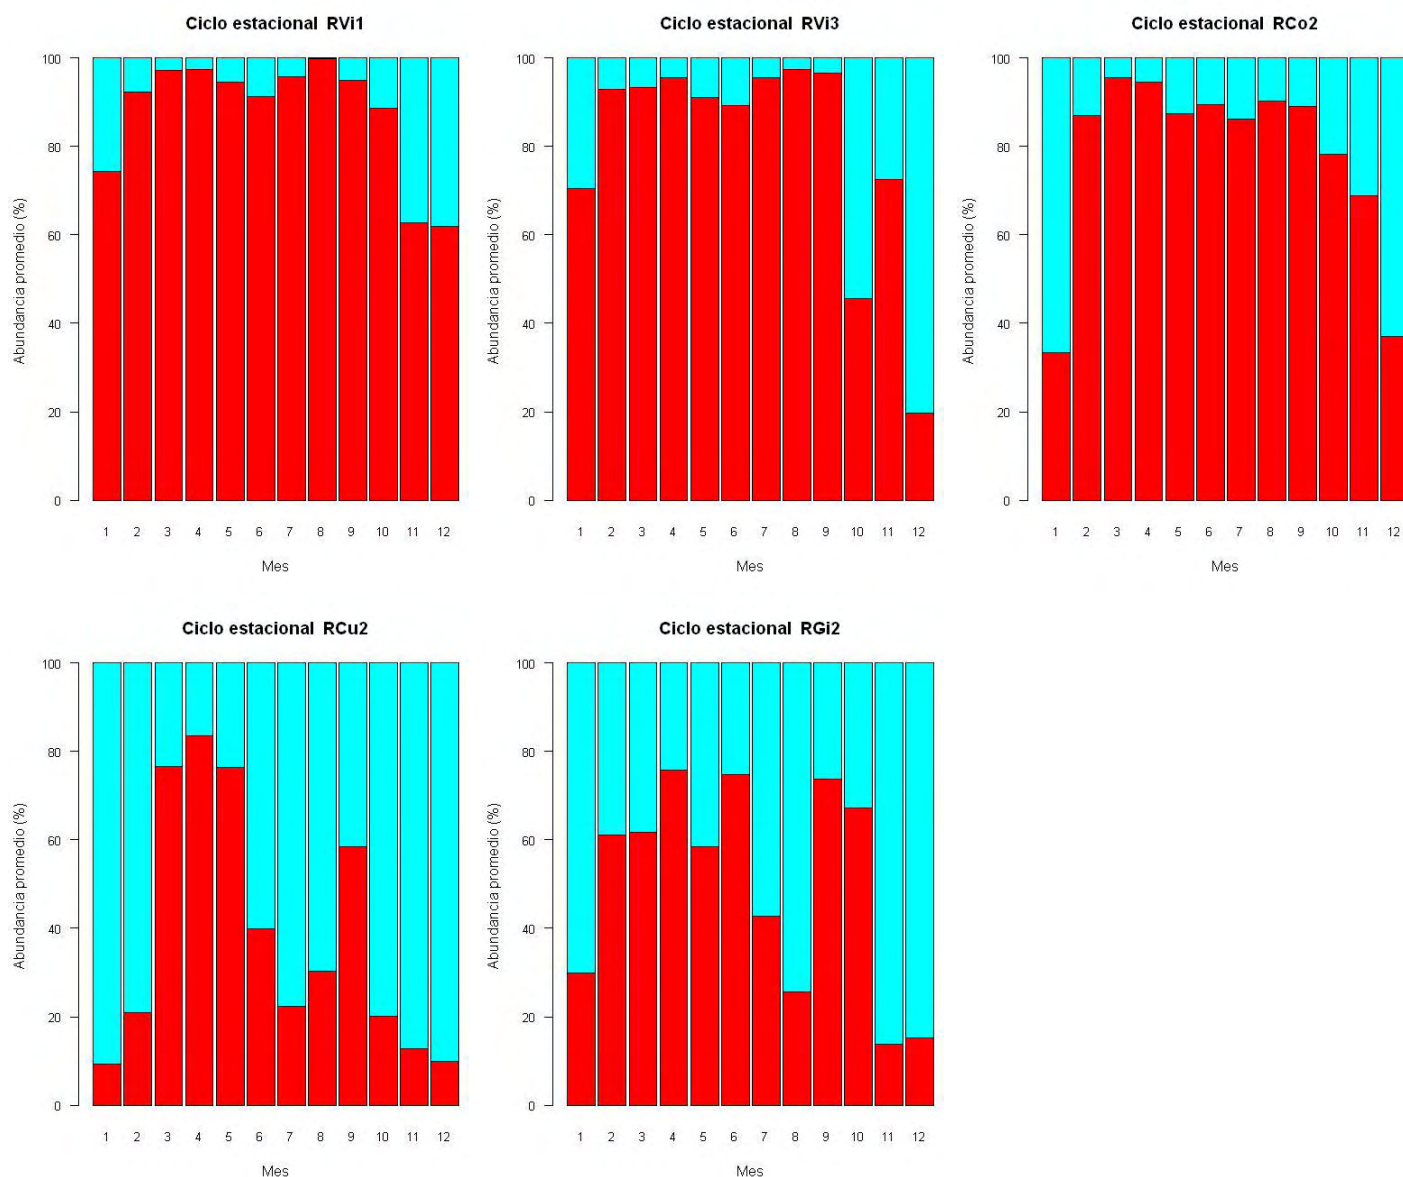 Ciclo estacional RVi1
Abundancia promedio (%)
100
80
60
40
20
0
1 2 3 4 5 6 7 8 9 10 11 12
Mes
Ciclo estacional RVi3
Abundancia promedio (%)
100
80
60
40
20
0
1 2 3 4 5 6 7 8 9 10 11 12
Mes
Ciclo estacional RCo2
Abundancia promedio (%)
100
80
60
40
20
0
1 2 3 4 5 6 7 8 9 10 11 12
Mes
Ciclo estacional RCu2
Abundancia promedio (%)
100
80
60
40
20
0
1 2 3 4 5 6 7 8 9 10 11 12
Mes
Ciclo estacional RGi2
Abundancia promedio (%)
100
80
60
40
20
0
1 2 3 4 5 6 7 8 9 10 11 12
Mes